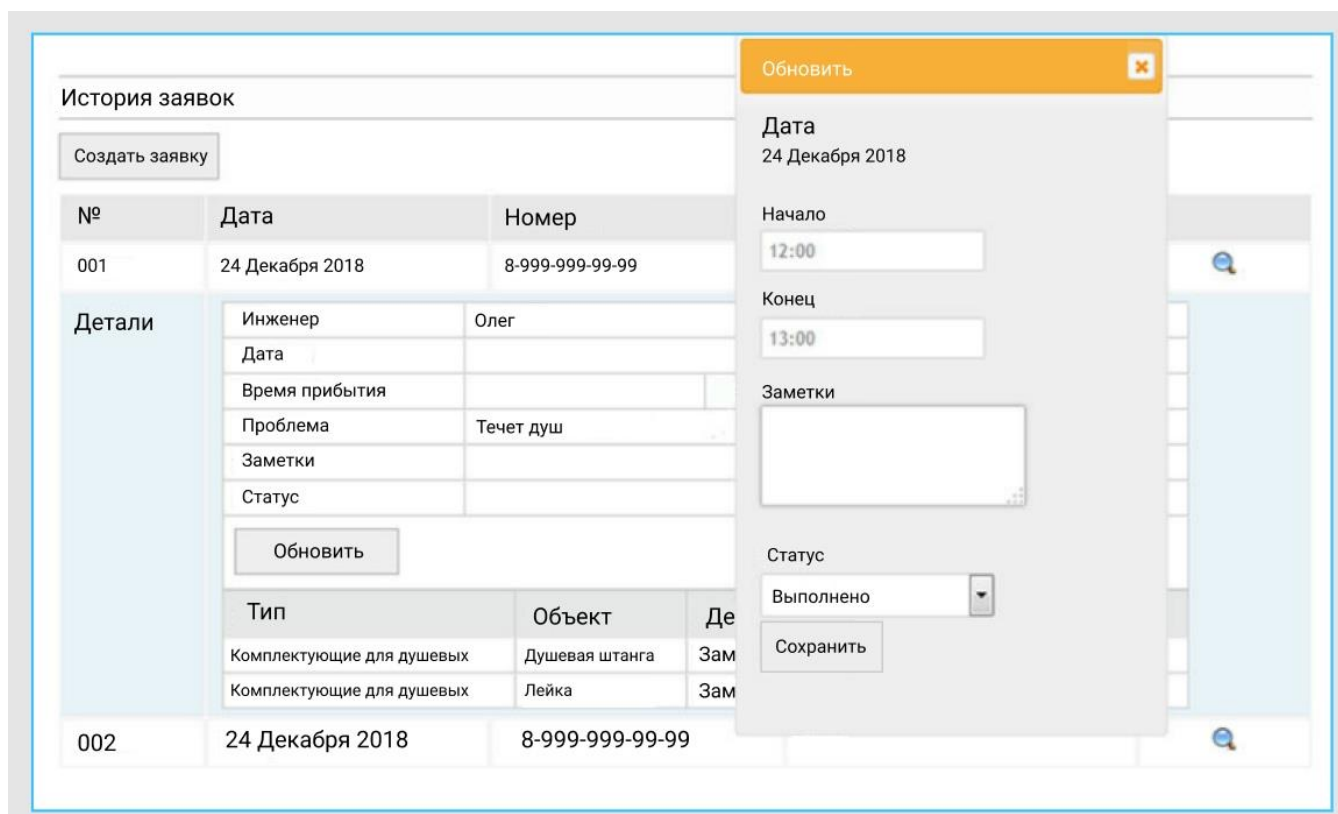 Обновить
История заявок
Дата
24 Декабря 2018
Создать заявку
№ Дата Номер
Начало
12:00
001 24 Декабря 2018 8-999-999-99-99
Конец
13:00
Детали
Инженер Олег
Дата
Время прибытия
Проблема Течет душ
Заметки
Статус
Обновить
Заметки
Статус
Выполнено
Сохранить
Тип Объект
Комплектующие для душевых Душевая штанга
Комплектующие для душевых Лейка
002 24 Декабря 2018 8-999-999-99-99